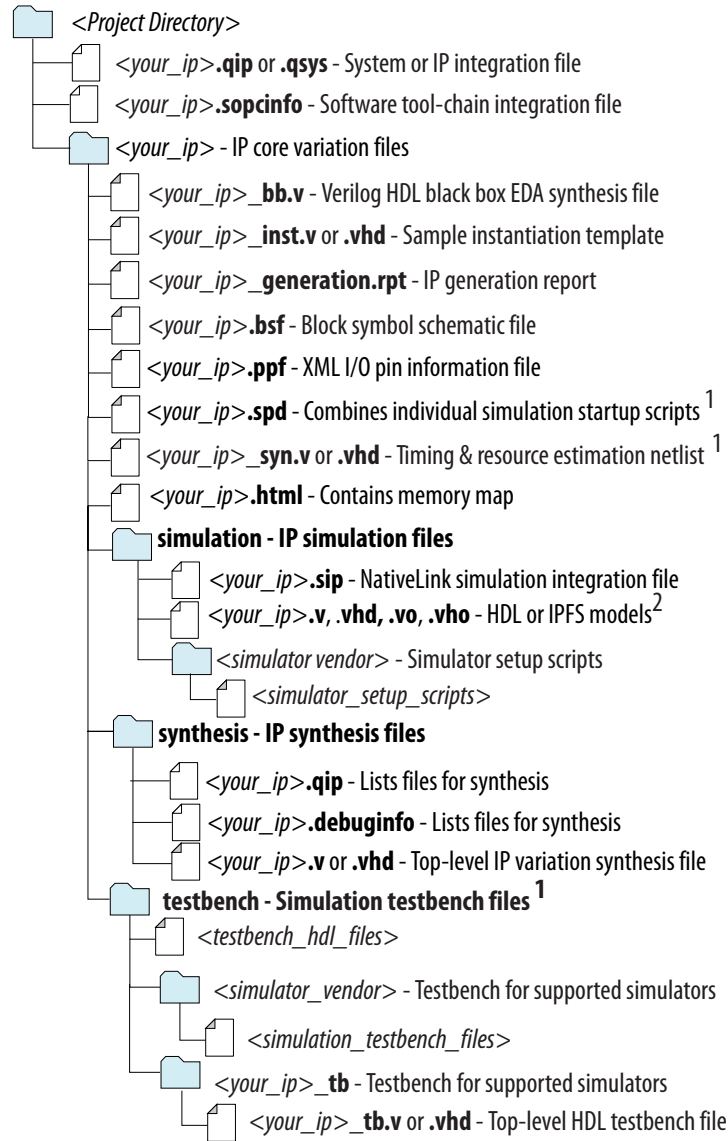 <Project Directory>
<your_ip>.qip or .qsys - System or IP integration file
<your_ip>.sopcinfo - Software tool-chain integration file
<your_ip> - IP core variation files
<your_ip>_bb.v - Verilog HDL black box EDA synthesis file
<your_ip>_inst.v or .vhd - Sample instantiation template
<your_ip>_generation.rpt - IP generation report
<your_ip>.bsf - Block symbol schematic file
<your_ip>.ppf - XML I/O pin information file
<your_ip>.spd - Combines individual simulation startup scripts 1
<your_ip>_syn.v or .vhd - Timing & resource estimation netlist 1
<your_ip>.html - Contains memory map
simulation - IP simulation files
<your_ip>.sip - NativeLink simulation integration file
<your_ip>.v, .vhd, .vo, .vho - HDL or IPFS models 2
<simulator vendor> - Simulator setup scripts
<simulator_setup_scripts>
synthesis - IP synthesis files
<your_ip>.qip - Lists files for synthesis
<your_ip>.debuginfo - Lists files for synthesis
<your_ip>.v or .vhd - Top-level IP variation synthesis file
testbench - Simulation testbench files 1
<testbench_hdl_files>
<simulator_vendor> - Testbench for supported simulators
<simulation_testbench_files>
<your_ip>_tb - Testbench for supported simulators
<your_ip>_tb.v or .vhd - Top-level HDL testbench file